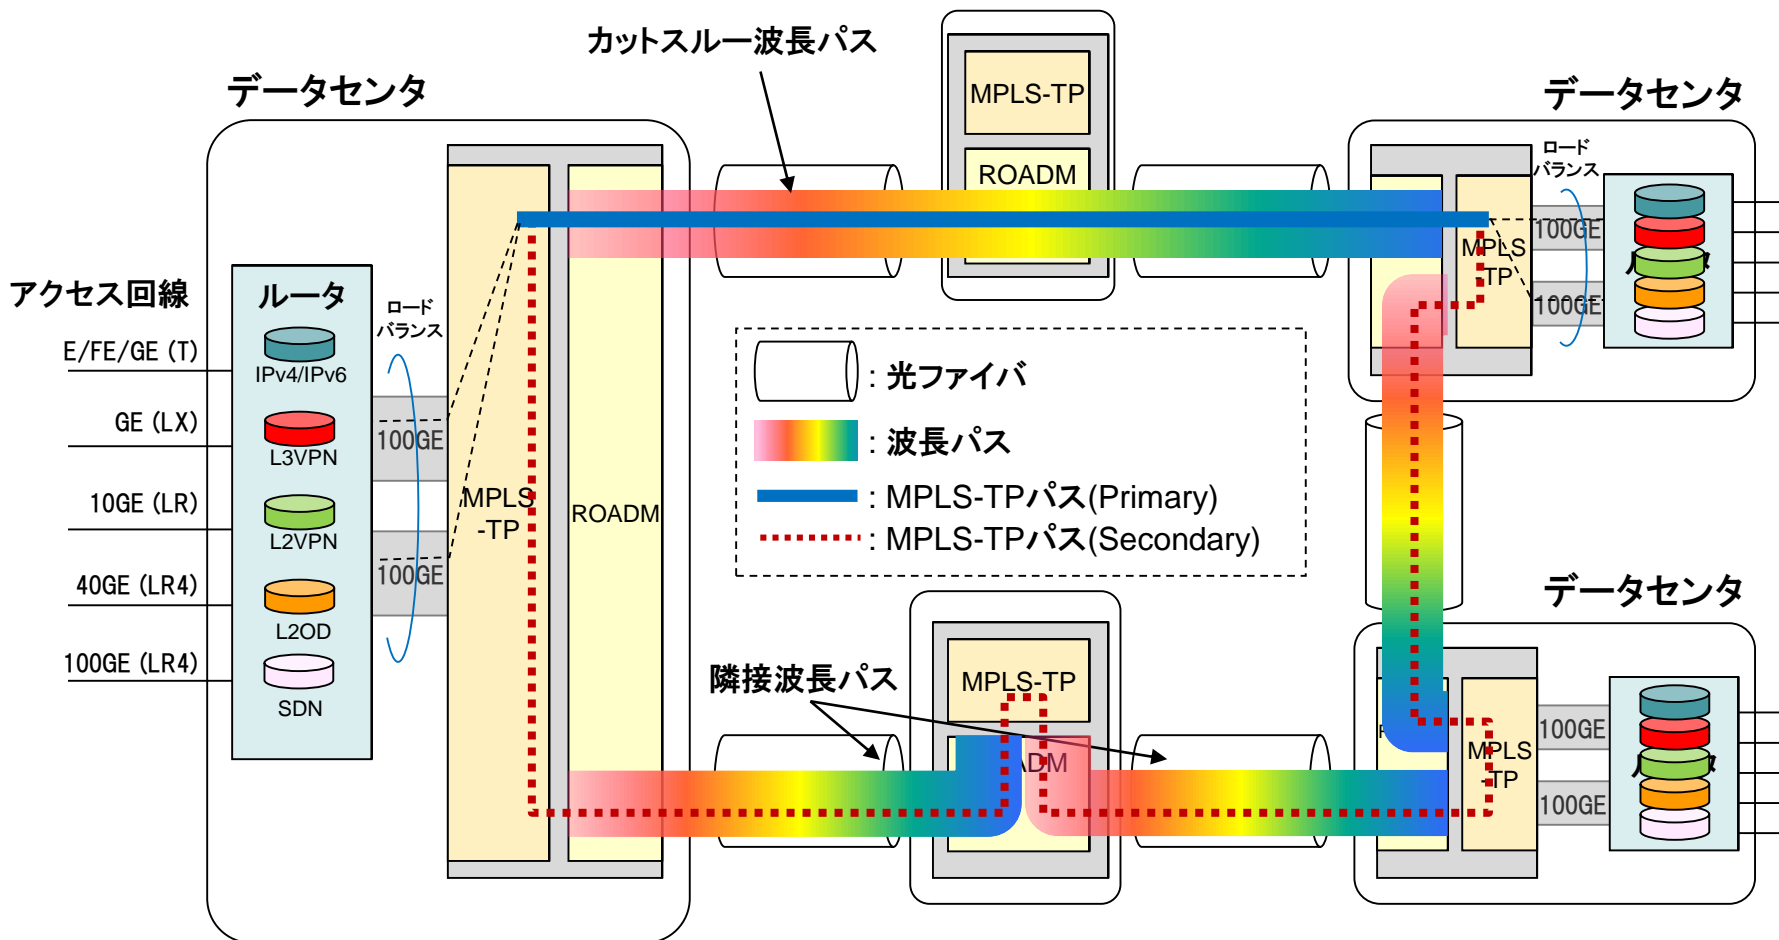 カットスルー波長パス
データセンタ
MPLS-TP
ROADM
データセンタ
ロード
バランス
100GE
100GE
MPLS
-TP
アクセス回線
ルータ
ロード
バランス
E/FE/GE (T)
IPv4/IPv6
GE (LX)
L3VPN
10GE (LR)
L2VPN
40GE (LR4)
L2OD
100GE (LR4)
SDN
100GE
100GE
MPLS
-TP
ROADM
: 光ファイバ
: 波長パス
: MPLS-TPパス(Primary)
: MPLS-TPパス(Secondary)
データセンタ
隣接波長パス
MPLS-TP
ADM
MPLS
-TP
100GE
100GE